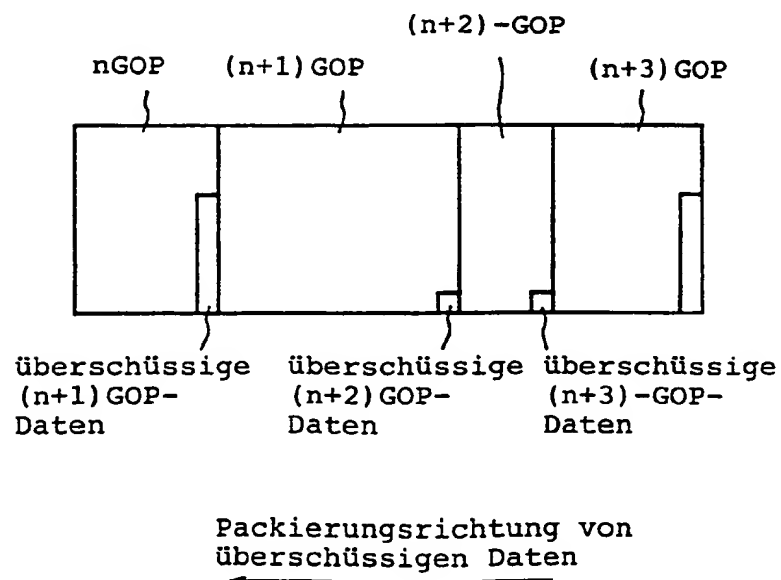 (n+2)-GOP
nGOP (n+1)GOP (n+3)GOP
überschüssige überschüssige überschüssige
(n+1)GOP- (n+2)GOP- (n+3)-GOP-
Daten Daten Daten
Packierungsrichtung von
überschüssigen Daten